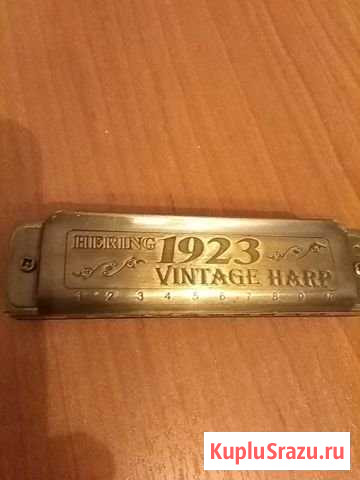 HERING 1923
VINTAGE HARP
1 2 3 4 5 6 7 8 9 10
KupluSrazu.ru